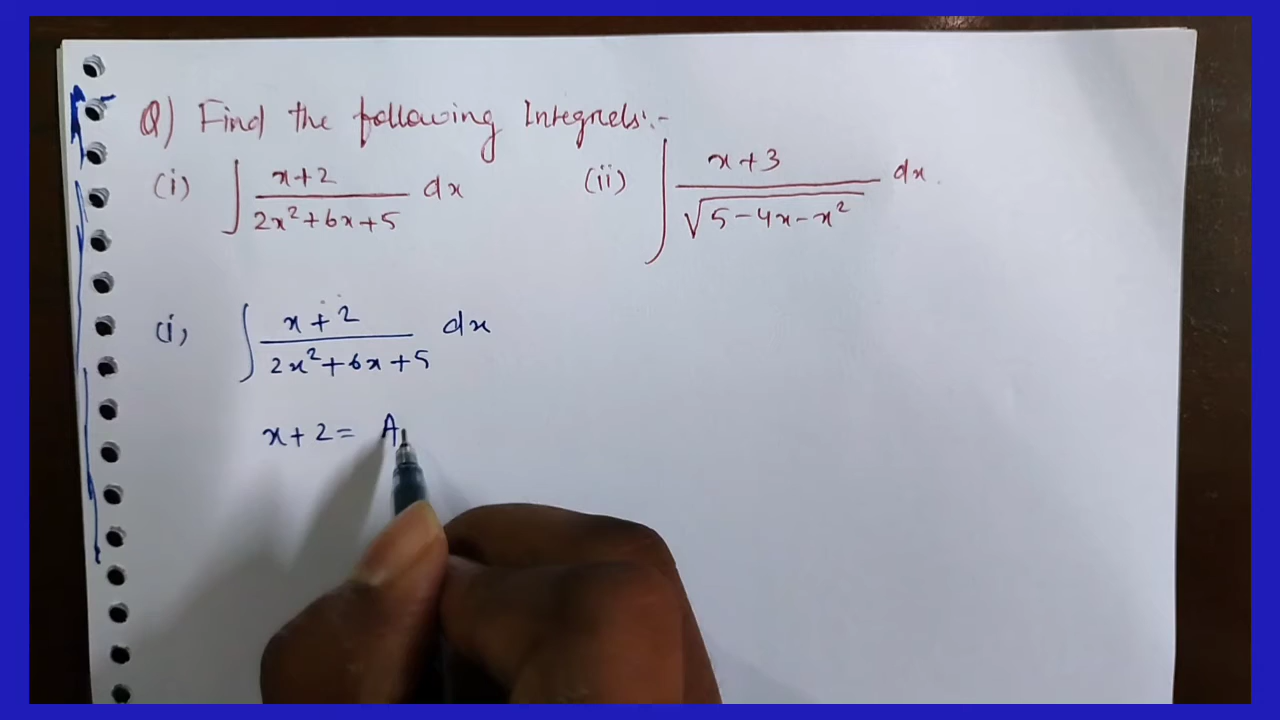 Q) Find the following Integrels:-
(i) ∫ x+2 / 2x²+6x+5 dx (ii) ∫ x+3 / √5-4x-x² dx.
(i) ∫ x+2 / 2x²+6x+5 dx
x+2= A